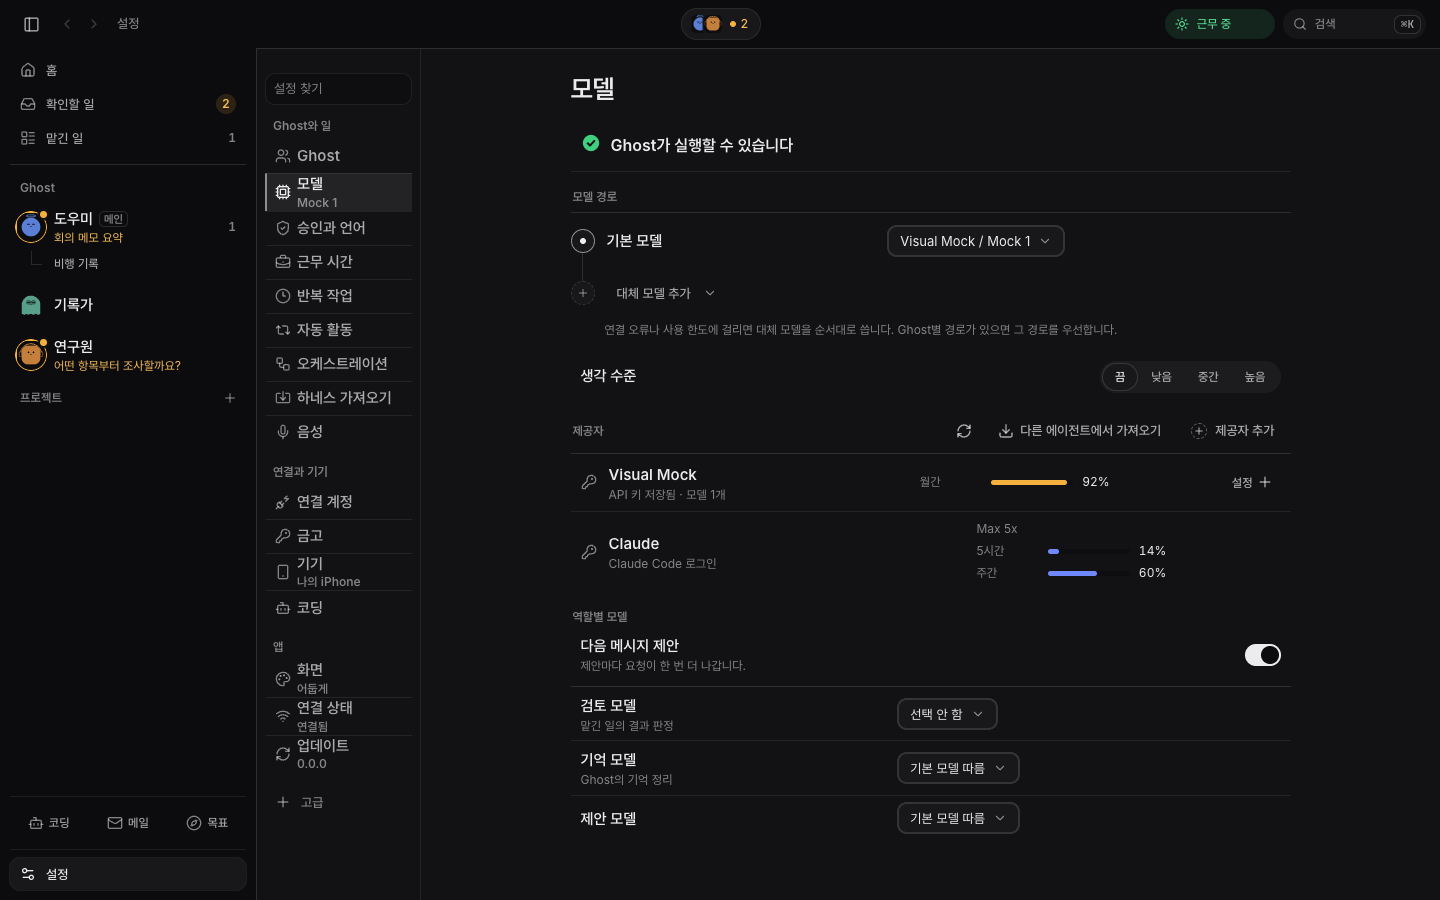 설정
2
근무 중
검색
⌘K
홈
확인할 일
2
맡긴 일
1
Ghost
도우미
메인
회의 메모 요약
1
비행 기록
기록가
연구원
어떤 항목부터 조사할까요?
프로젝트
코딩
메일
목표
설정
설정 찾기
Ghost와 일
Ghost
모델
Mock 1
승인과 언어
근무 시간
반복 작업
자동 활동
오케스트레이션
하네스 가져오기
음성
연결과 기기
연결 계정
금고
기기
나의 iPhone
코딩
앱
화면
어둡게
연결 상태
연결됨
업데이트
0.0.0
고급
모델
Ghost가 실행할 수 있습니다
모델 경로
기본 모델
Visual Mock / Mock 1
대체 모델 추가
연결 오류나 사용 한도에 걸리면 대체 모델을 순서대로 씁니다. Ghost별 경로가 있으면 그 경로를 우선합니다.
생각 수준
끔
낮음
중간
높음
제공자
다른 에이전트에서 가져오기
제공자 추가
Visual Mock
API 키 저장됨 · 모델 1개
월간
92%
설정
Claude
Claude Code 로그인
Max 5x
5시간
14%
주간
60%
역할별 모델
다음 메시지 제안
제안마다 요청이 한 번 더 나갑니다.
검토 모델
맡긴 일의 결과 판정
선택 안 함
기억 모델
Ghost의 기억 정리
기본 모델 따름
제안 모델
기본 모델 따름